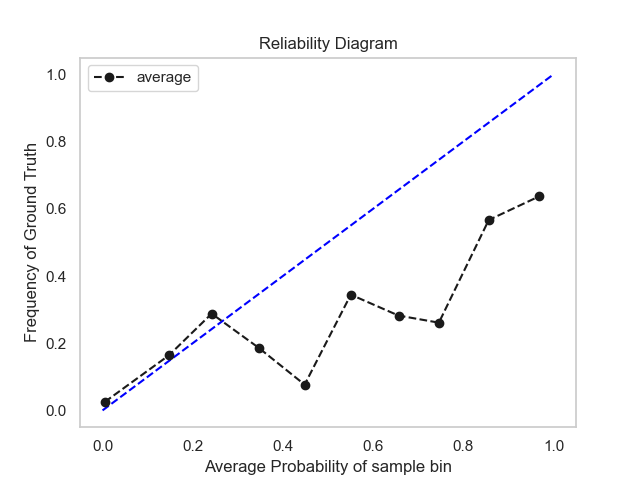 Reliability Diagram
average
1.0
0.8
0.6
0.4
0.2
0.0
Frequency of Ground Truth
0.0 0.2 0.4 0.6 0.8 1.0
Average Probability of sample bin